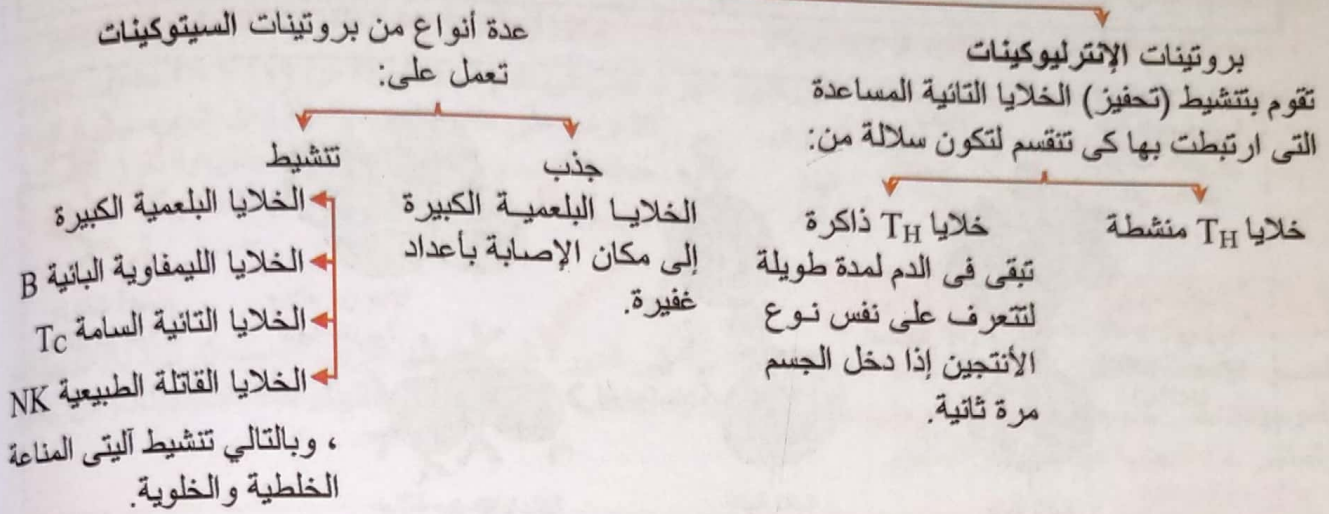 بروتينات الإنترليوكينات
تقوم بتنشيط (تحفيز) الخلايا التائية المساعدة
التى ارتبطت بها كى تنقسم لتكون سلالة من:
خلايا TH منشطة
خلايا TH ذاكرة
تبقى فى الدم لمدة طويلة
لتتعرف على نفس نوع
الأنتجين إذا دخل الجسم
مرة ثانية.
عدة أنواع من بروتينات السيتوكينات
تعمل على:
جذب
الخلايا البلعمية الكبيرة
إلى مكان الإصابة بأعداد
غفيرة.
تنشيط
الخلايا البلعمية الكبيرة
الخلايا الليمفاوية البائية B
الخلايا التائية السامة TC
الخلايا القاتلة الطبيعية NK
، وبالتالي تنشيط آليتى المناعة
الخلطية والخلوية.